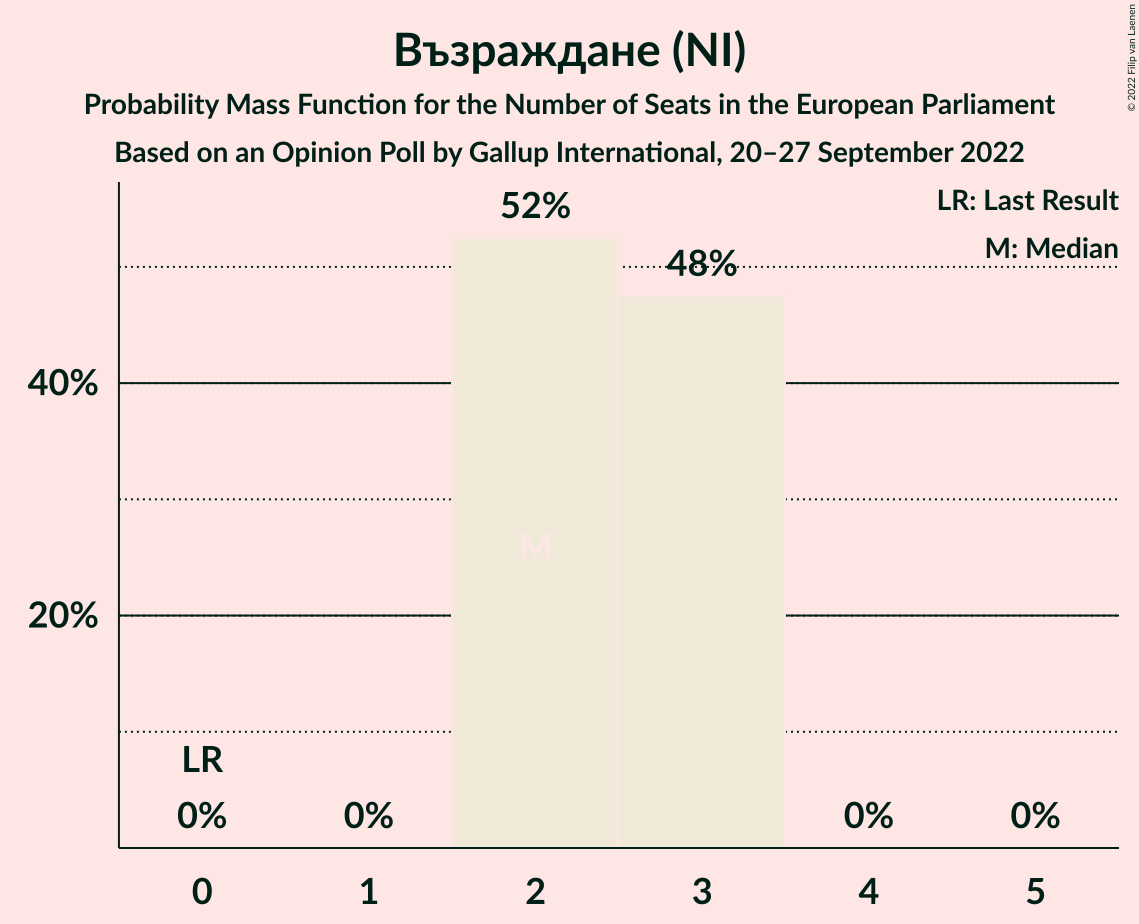 Възраждане (NI)
Probability Mass Function for the Number of Seats in the European Parliament
Based on an Opinion Poll by Gallup International, 20–27 September 2022
© 2022 Filip van Laenen
LR: Last Result
M: Median
52%
48%
40%
20%
M
LR
0%
0%
0%
0%
0
1
2
3
4
5